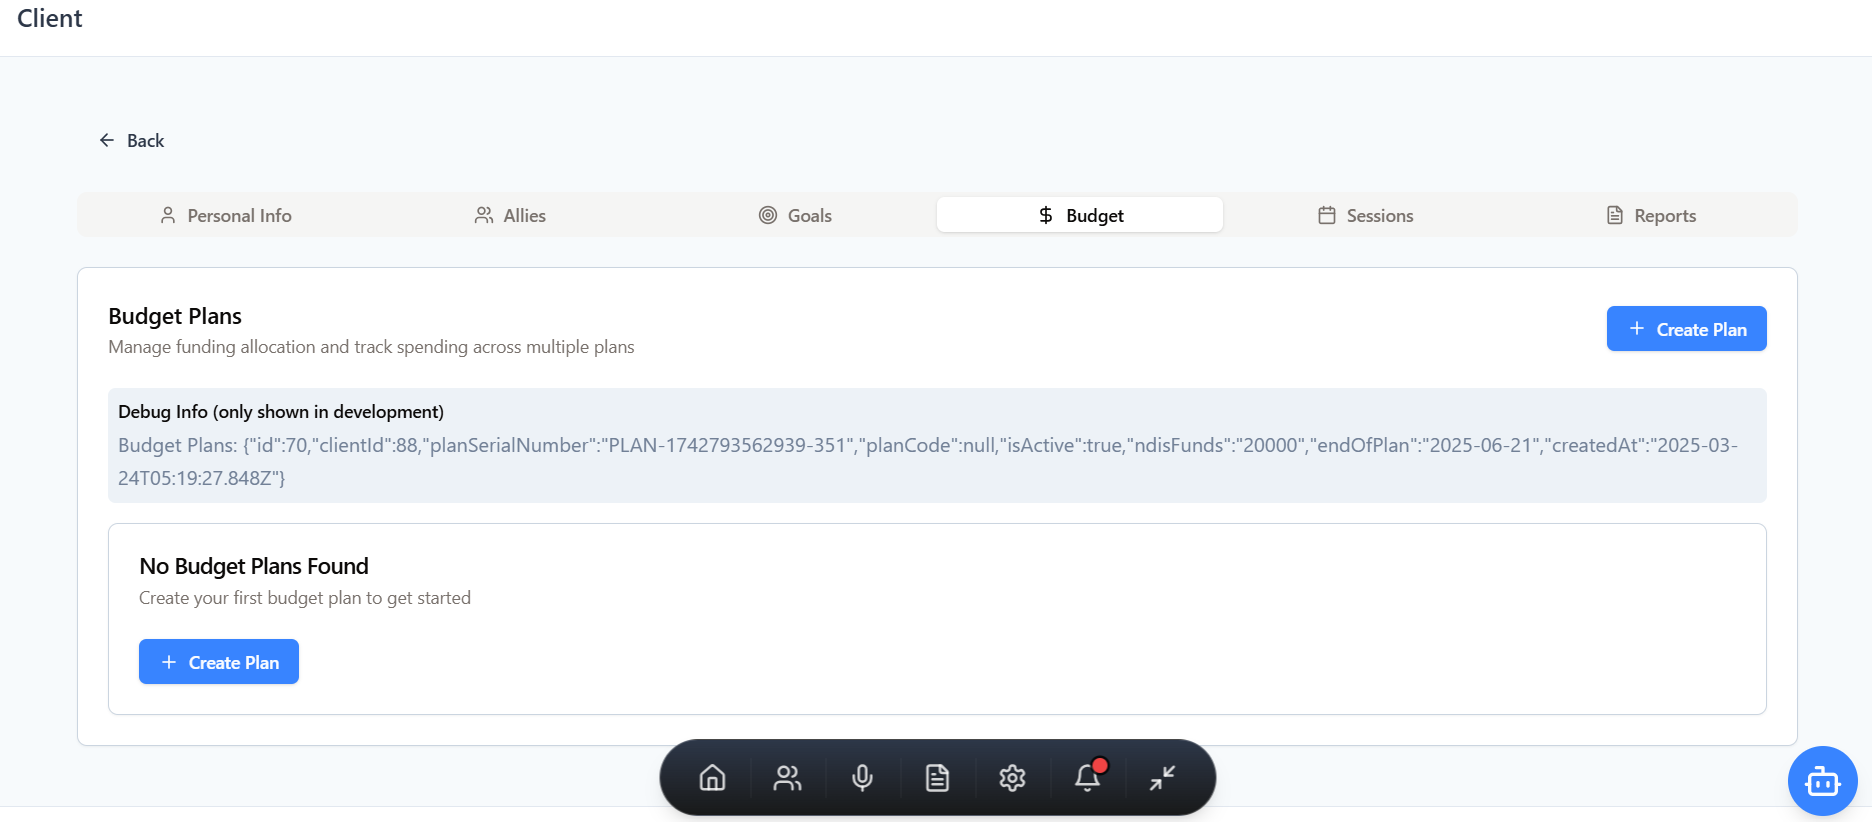 Client
Back
Personal Info
Allies
Goals
Budget
Sessions
Reports
Budget Plans
Manage funding allocation and track spending across multiple plans
Create Plan
Debug Info (only shown in development)
Budget Plans: {"id":70,"clientId":88,"planSerialNumber":"PLAN-1742793562939-351","planCode":null,"isActive":true,"ndisFunds":"20000","endOfPlan":"2025-06-21","createdAt":"2025-03-
24T05:19:27.848Z"}
No Budget Plans Found
Create your first budget plan to get started
Create Plan